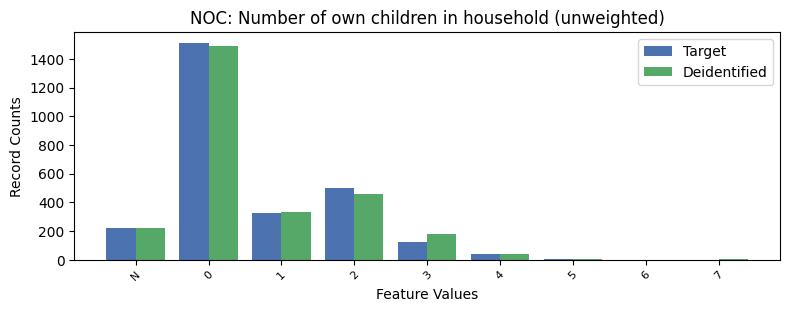 NOC: Number of own children in household (unweighted)
Target
Deidentified
Record Counts
1400
1200
1000
800
600
400
200
0
N 0 1 2 3 4 5 6 7
Feature Values